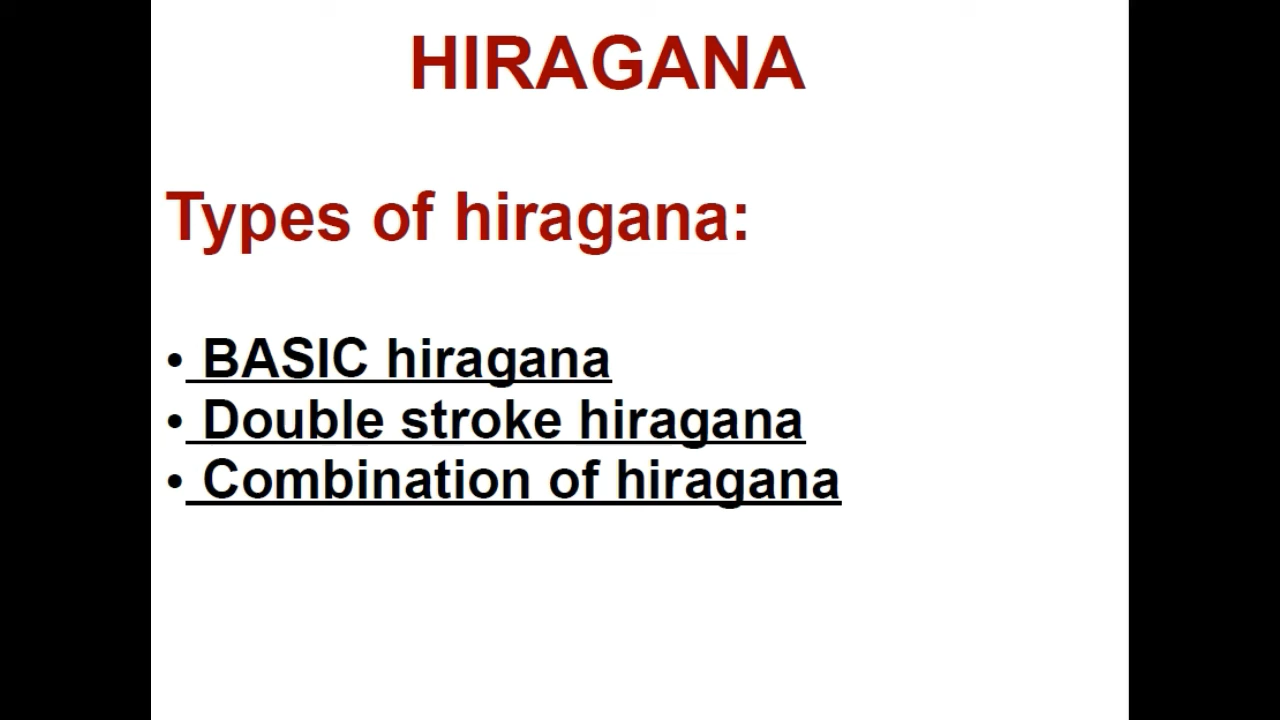 HIRAGANA
Types of hiragana:
• BASIC hiragana
• Double stroke hiragana
• Combination of hiragana